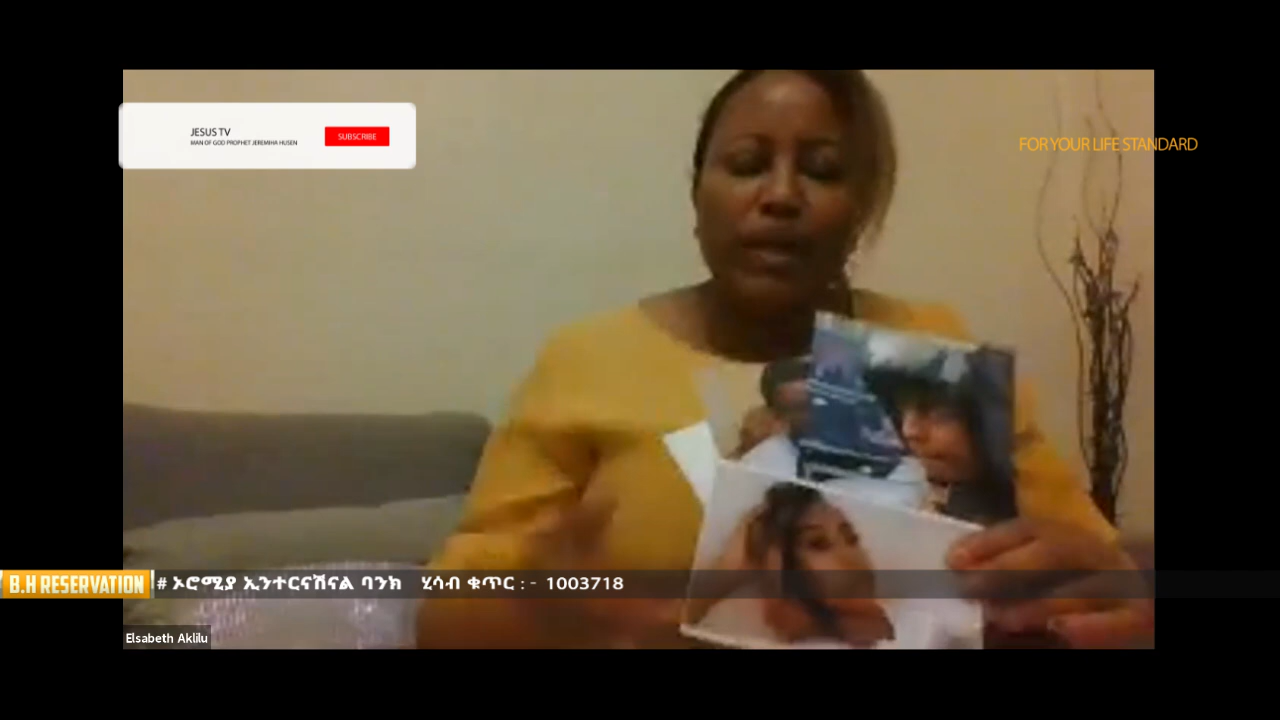 JESUS TV
MAN OF GOD PROPHET JEREMIHA HUSEN
SUBSCRIBE
FOR YOUR LIFE STANDARD
B.H RESERVATION
# ኦሮሚያ ኢንተርናሽናል ባንክ ሂሳብ ቁጥር : - 1003718
Elsabeth Aklilu